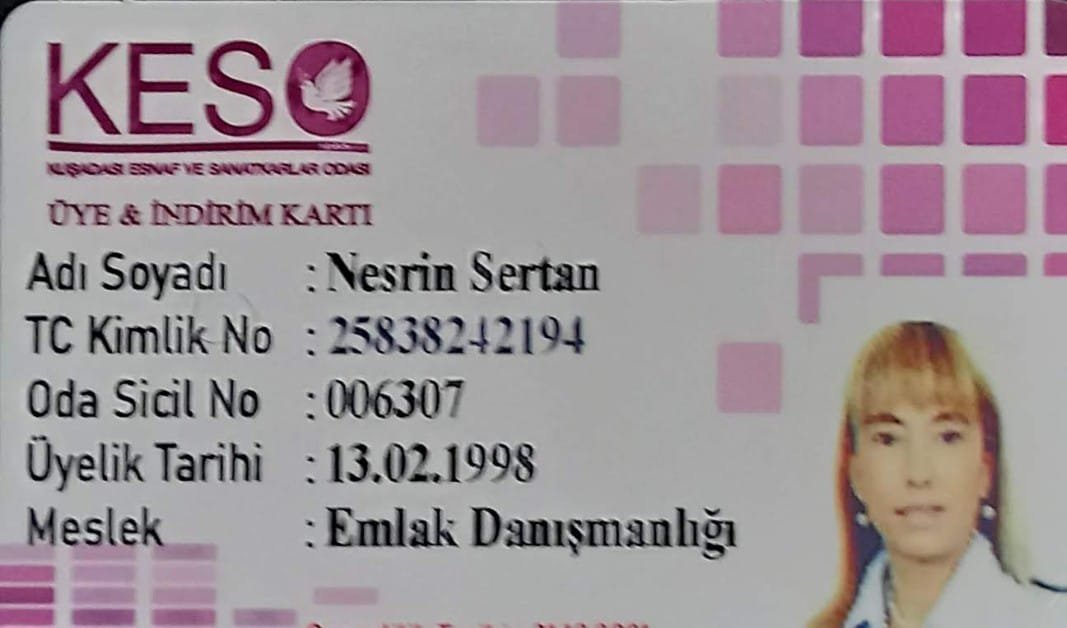 KESO
KUŞADASI ESNAF VE SANATKARLAR ODASI
ÜYE & İNDİRİM KARTI
Adı Soyadı : Nesrin Sertan
TC Kimlik No : 25838242194
Oda Sicil No : 006307
Üyelik Tarihi : 13.02.1998
Meslek : Emlak Danışmanlığı